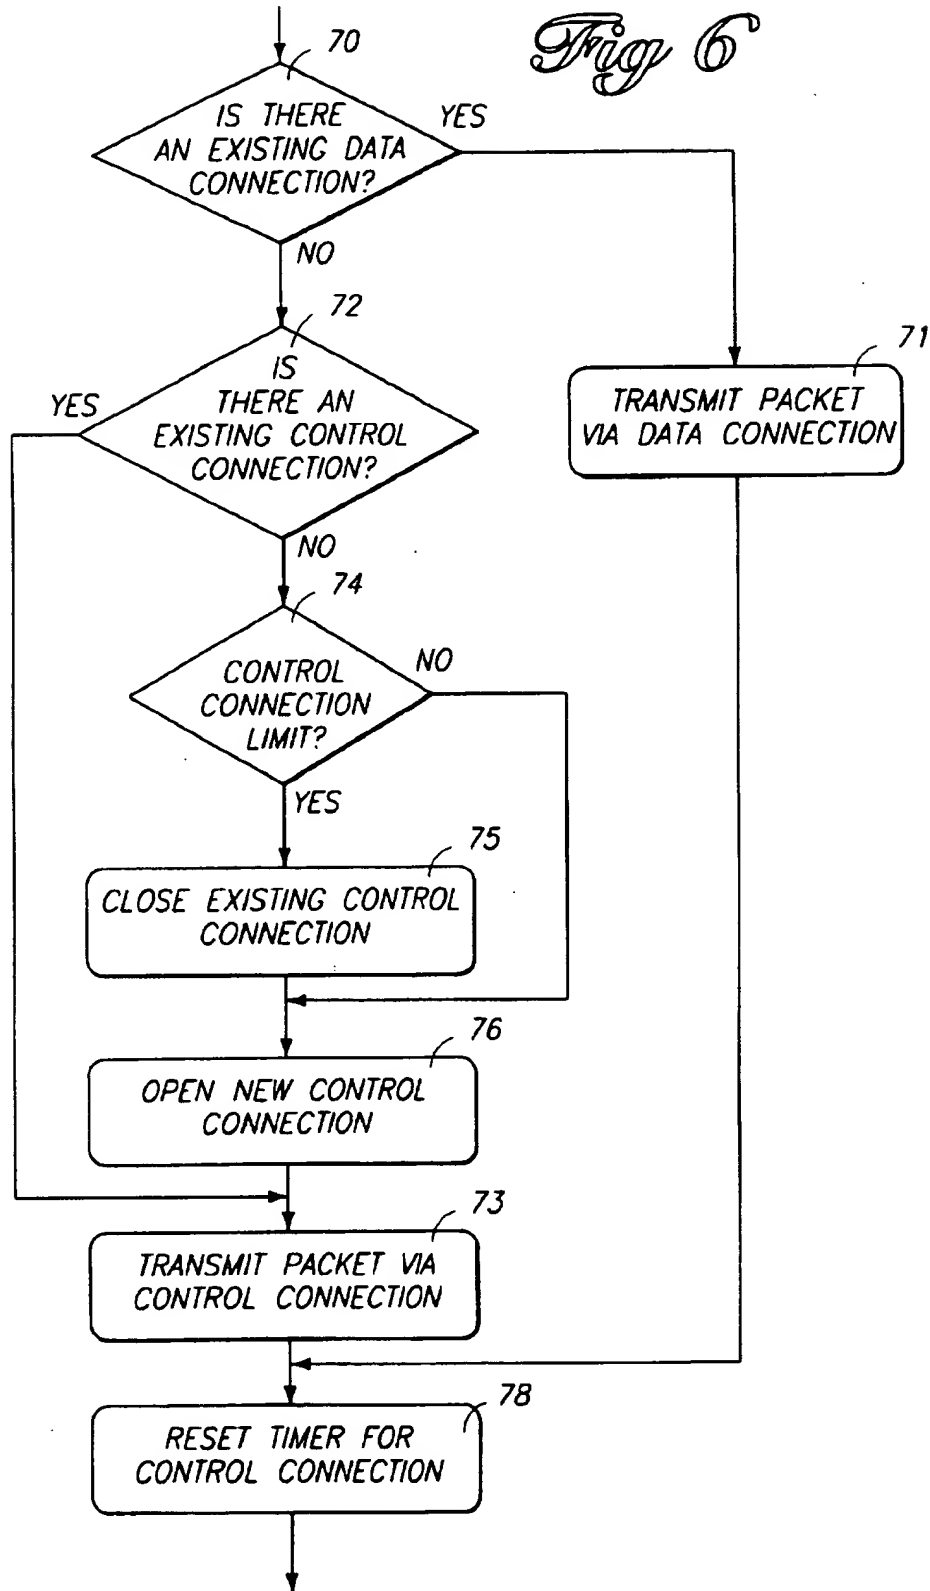 Fig 6
70
IS THERE
AN EXISTING DATA
CONNECTION?
YES
NO
72
IS
THERE AN
EXISTING CONTROL
CONNECTION?
YES
NO
71
TRANSMIT PACKET
VIA DATA CONNECTION
74
CONTROL
CONNECTION
LIMIT?
NO
YES
75
CLOSE EXISTING CONTROL
CONNECTION
76
OPEN NEW CONTROL
CONNECTION
73
TRANSMIT PACKET VIA
CONTROL CONNECTION
78
RESET TIMER FOR
CONTROL CONNECTION